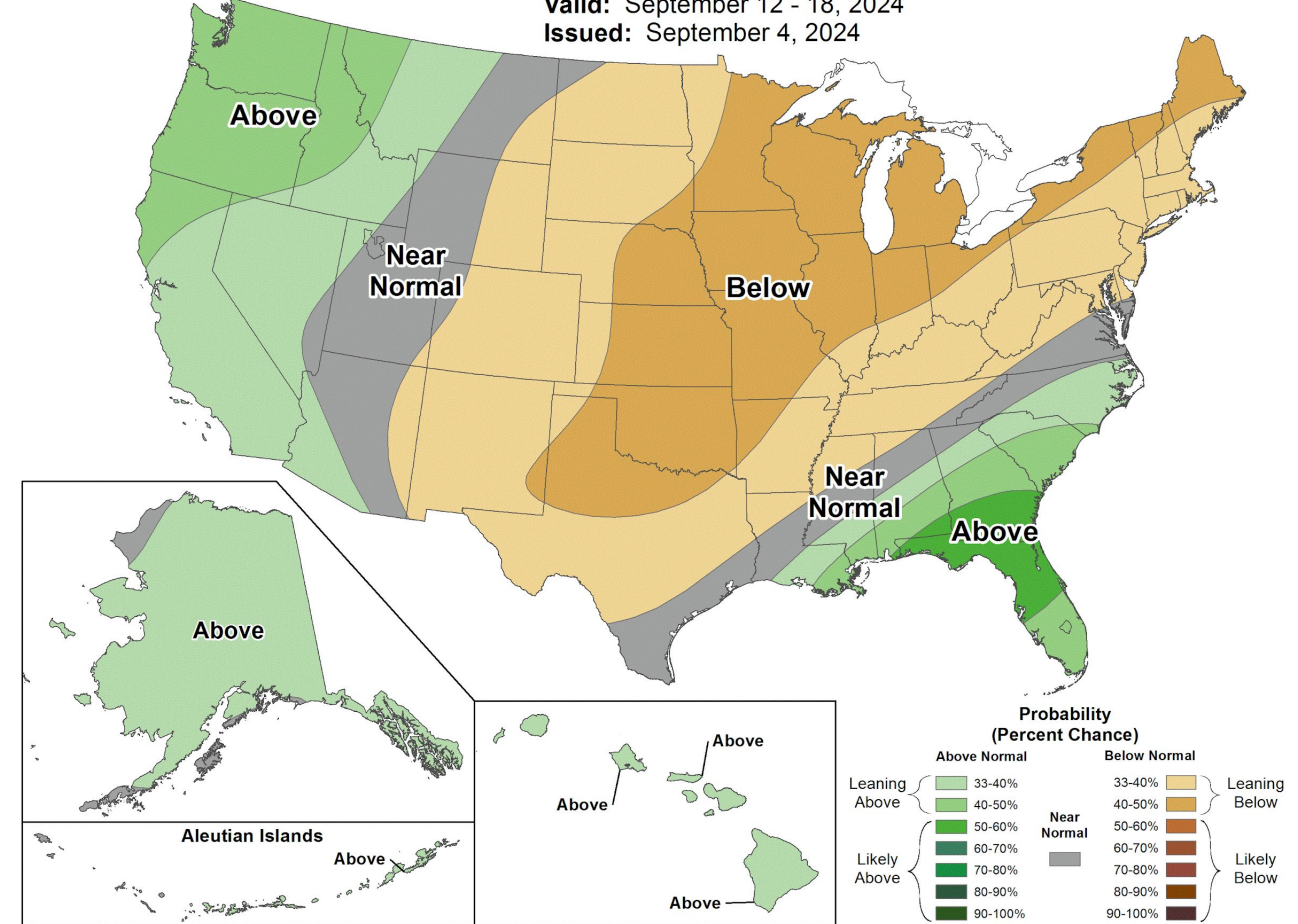 Valid: September 12 - 18, 2024
Issued: September 4, 2024
Above
Near
Normal
Below
Near
Normal
Above
Above
Aleutian Islands
Above
Above
Above
Above
Probability
(Percent Chance)
Above Normal
Below Normal
Leaning
Above
33-40%
40-50%
Likely
Above
50-60%
60-70%
70-80%
80-90%
90-100%
Near
Normal
33-40%
40-50%
Leaning
Below
50-60%
60-70%
70-80%
80-90%
90-100%
Likely
Below